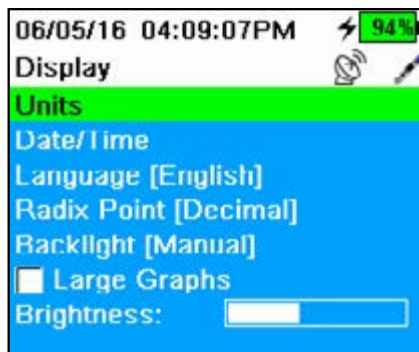 06/05/16 04:09:07PM 94%
Display
Units
Date/Time
Language [English]
Radix Point [Decimal]
Backlight [Manual]
Large Graphs
Brightness: